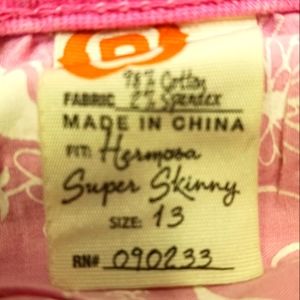 98% Cotton
FABRIC 2% Spandex
MADE IN CHINA
FIT: Hermosa
Super Skinny
SIZE: 13
RN# 090233